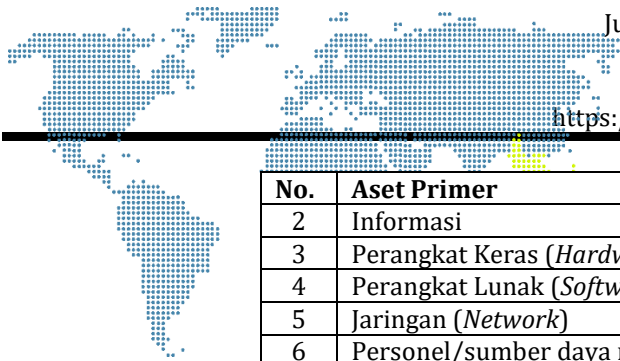 Ju
https:
No. Aset Primer
2 Informasi
3 Perangkat Keras (Hardw
4 Perangkat Lunak (Softw
5 Jaringan (Network)
6 Personel/sumber daya